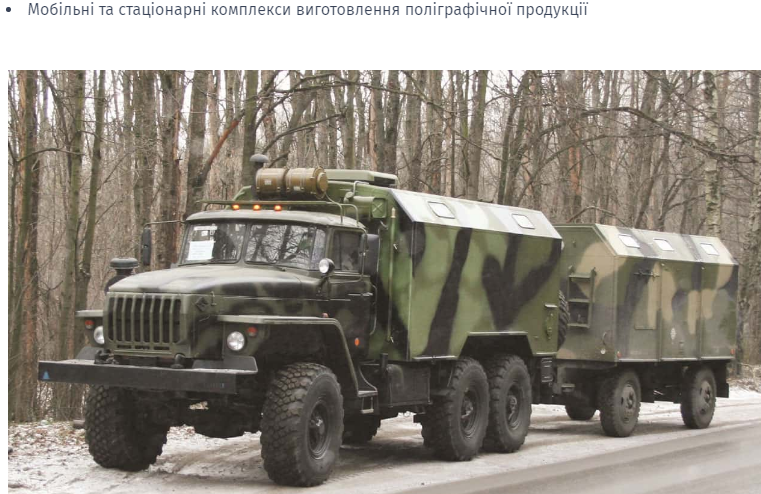 • Мобільні та стаціонарні комплекси виготовлення поліграфічної продукції